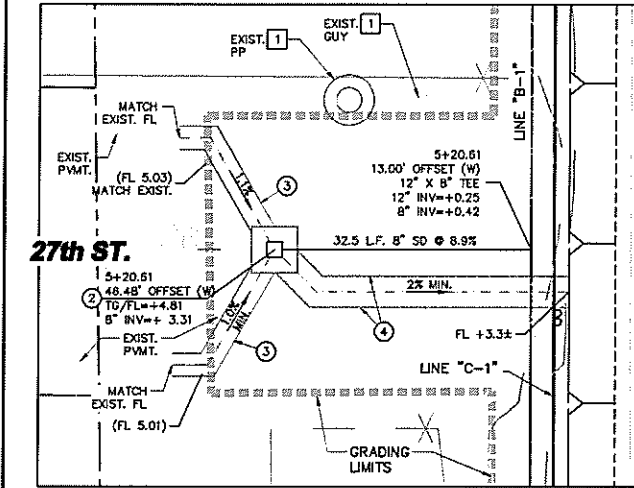 EXIST. 1
PP
EXIST. 1
GUY
LINE "B-1"
MATCH
EXIST. FL
EXIST.
PVMT.
(FL 5.03)
MATCH EXIST.
1.1%
3
5+20.61
13.00' OFFSET (W)
12" X 8" TEE
12" INV=+0.25
8" INV=+0.42
27th ST.
32.5 L.F. 8" SD @ 8.9%
5+20.61
2 48.48' OFFSET (W)
TG/FL=+4.81
8" INV=+ 3.31
2% MIN.
4
FL +3.3±
EXIST.
PVMT.
1.0%
MIN.
3
LINE "C-1"
MATCH
EXIST. FL
(FL 5.01)
GRADING
LIMITS